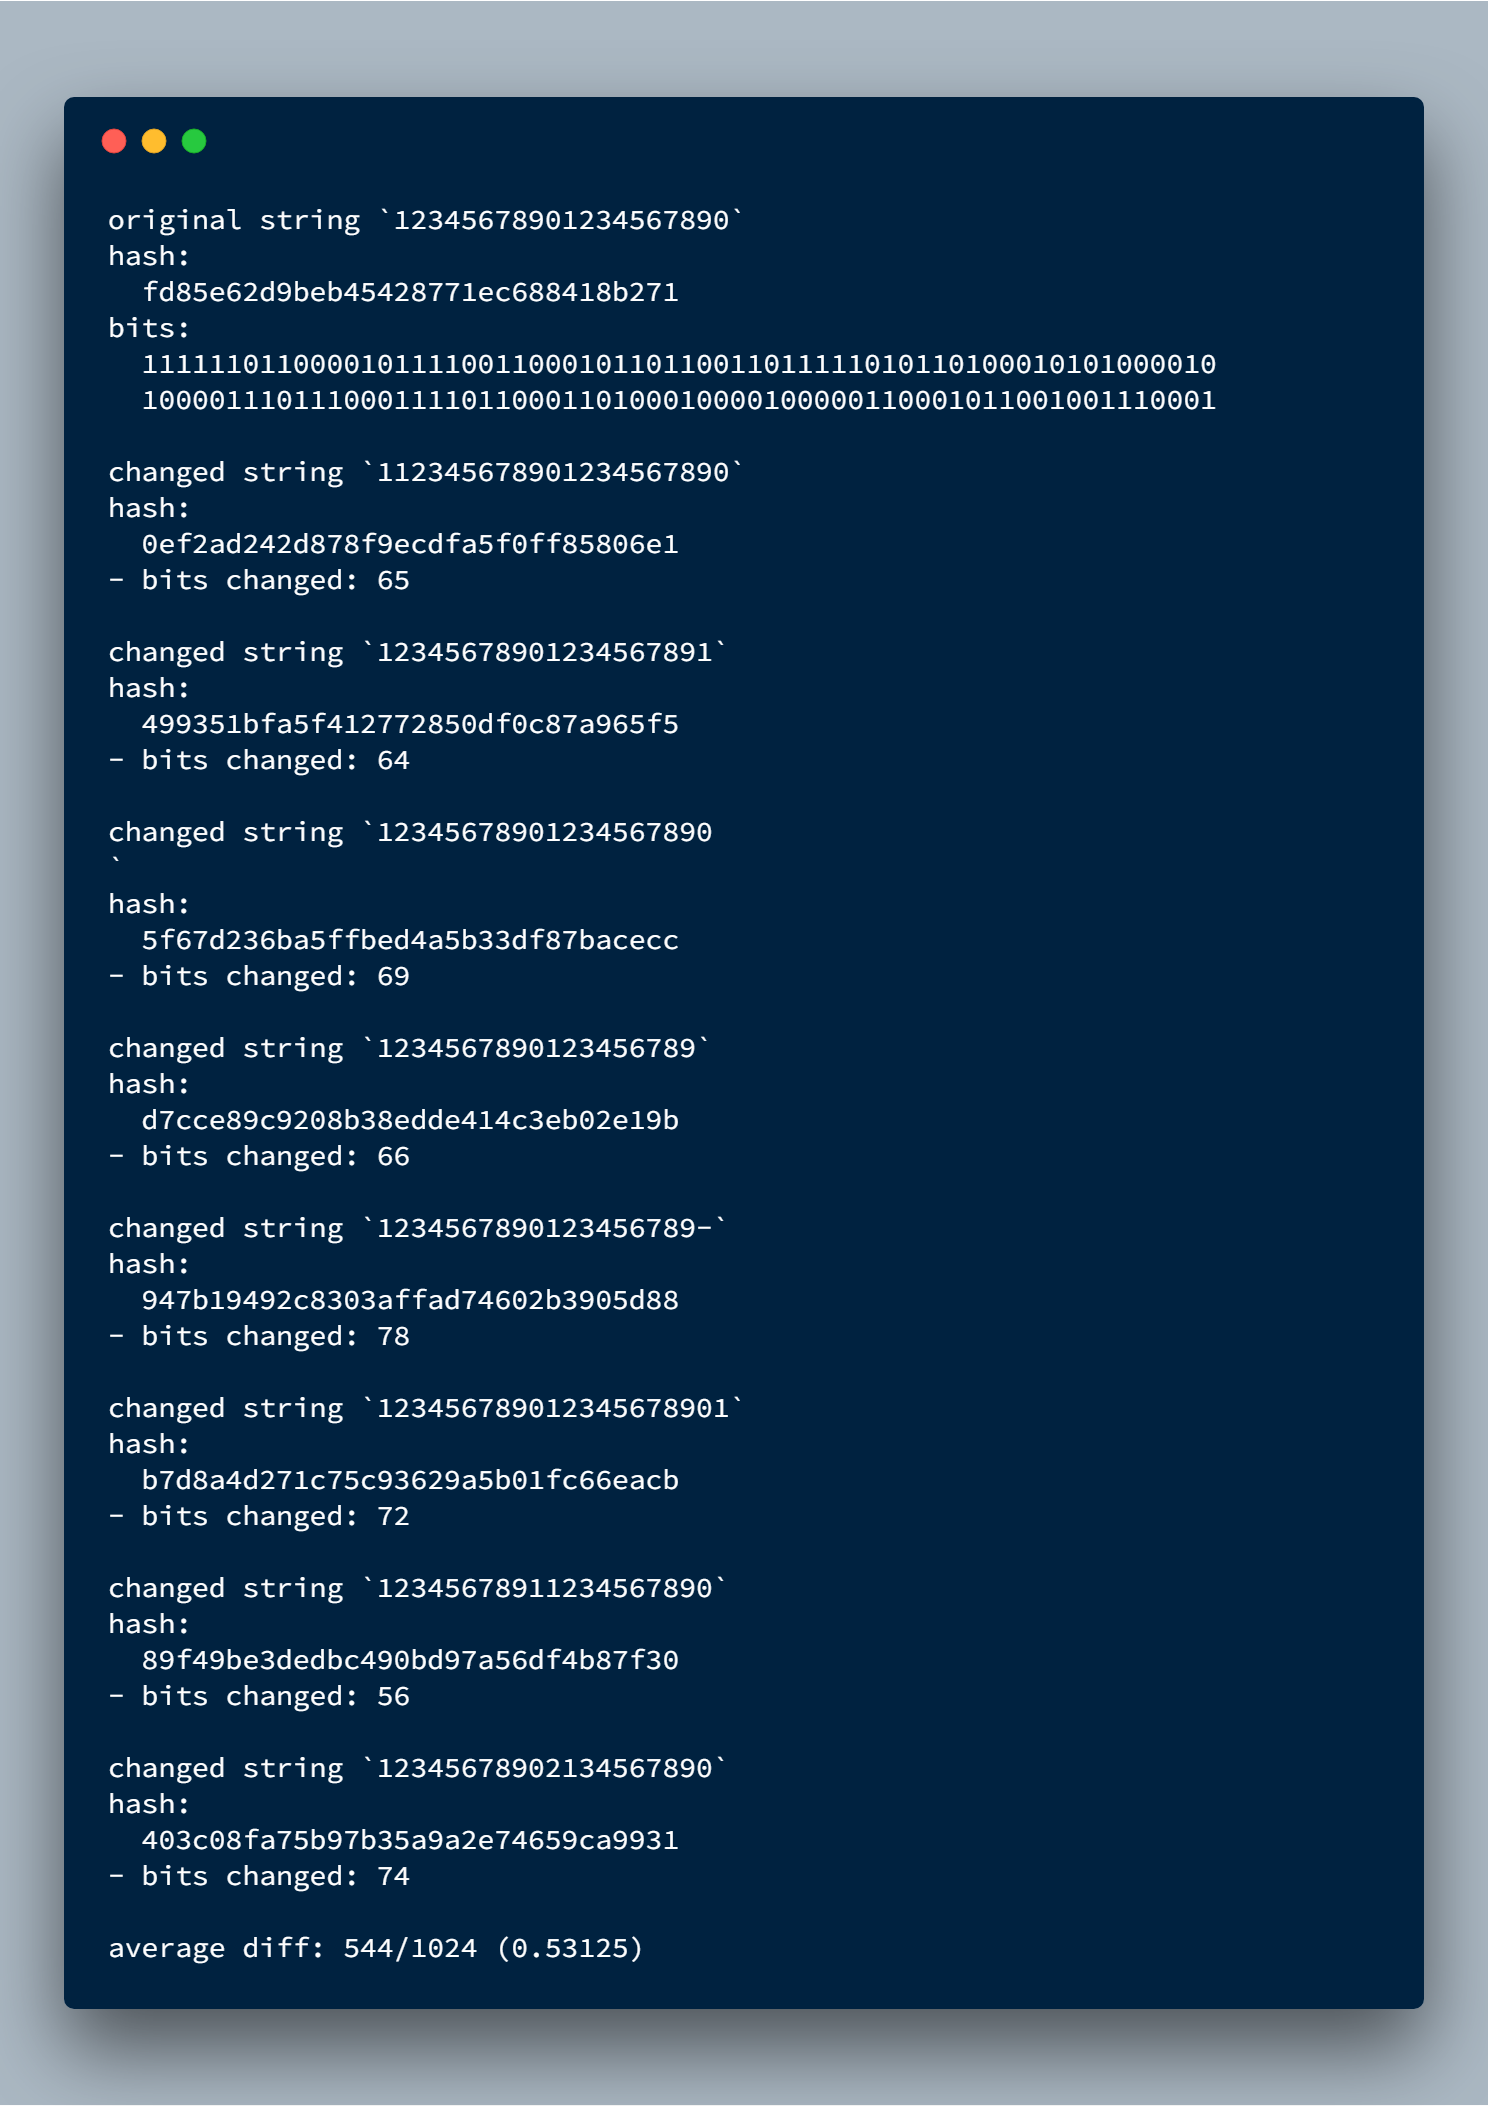 original string `12345678901234567890`
hash:
  fd85e62d9beb45428771ec688418b271
bits:
  1111110110000101111001100010110110011011111010110100010101000010
  1000011101110001111011000110100010000100000110001011001001110001

changed string `112345678901234567890`
hash:
  0ef2ad242d878f9ecdfa5f0ff85806e1
- bits changed: 65

changed string `12345678901234567891`
hash:
  499351bfa5f412772850df0c87a965f5
- bits changed: 64

changed string `12345678901234567890
`
hash:
  5f67d236ba5ffbed4a5b33df87bacecc
- bits changed: 69

changed string `1234567890123456789`
hash:
  d7cce89c9208b38edde414c3eb02e19b
- bits changed: 66

changed string `1234567890123456789-`
hash:
  947b19492c8303affad74602b3905d88
- bits changed: 78

changed string `123456789012345678901`
hash:
  b7d8a4d271c75c93629a5b01fc66eacb
- bits changed: 72

changed string `12345678911234567890`
hash:
  89f49be3dedbc490bd97a56df4b87f30
- bits changed: 56

changed string `12345678902134567890`
hash:
  403c08fa75b97b35a9a2e74659ca9931
- bits changed: 74

average diff: 544/1024 (0.53125)